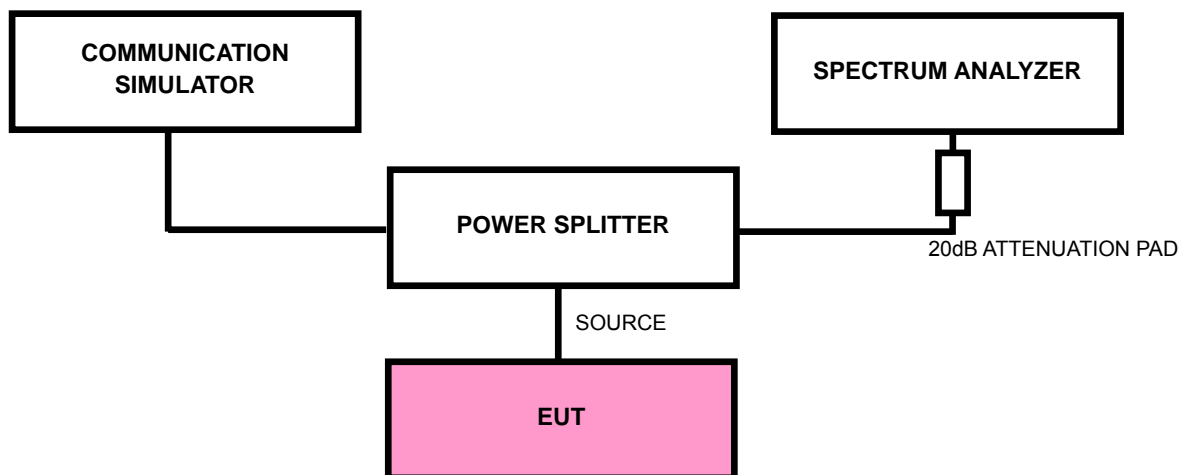 COMMUNICATION
SIMULATOR
SPECTRUM ANALYZER
POWER SPLITTER
20dB ATTENUATION PAD
SOURCE
EUT